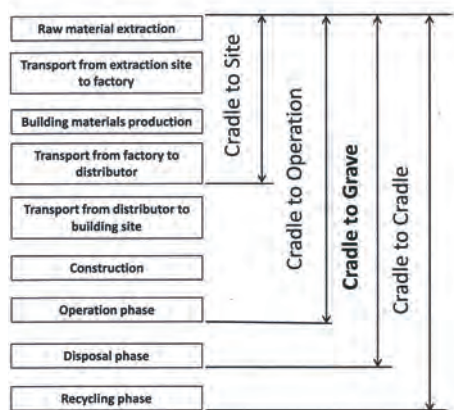 Raw material extraction
Transport from extraction site
to factory
Building materials production
Transport from factory to
distributor
Transport from distributor to
building site
Construction
Operation phase
Disposal phase
Recycling phase
Cradle to Site
Cradle to Operation
Cradle to Grave
Cradle to Cradle